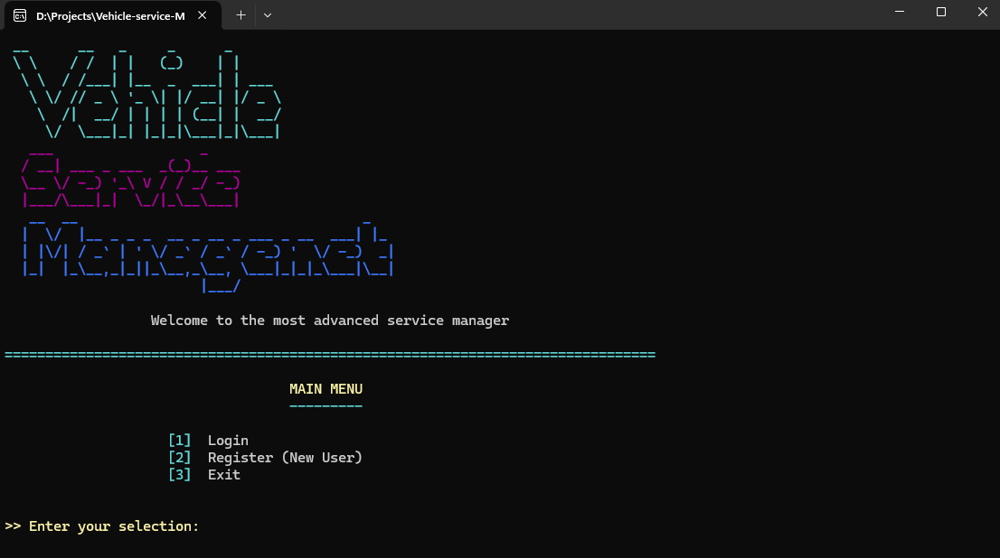 D:\Projects\Vehicle-service-M
Vehicle
Service
Management
Welcome to the most advanced service manager
================================================================================
MAIN MENU
---------
[1] Login
[2] Register (New User)
[3] Exit
>> Enter your selection: